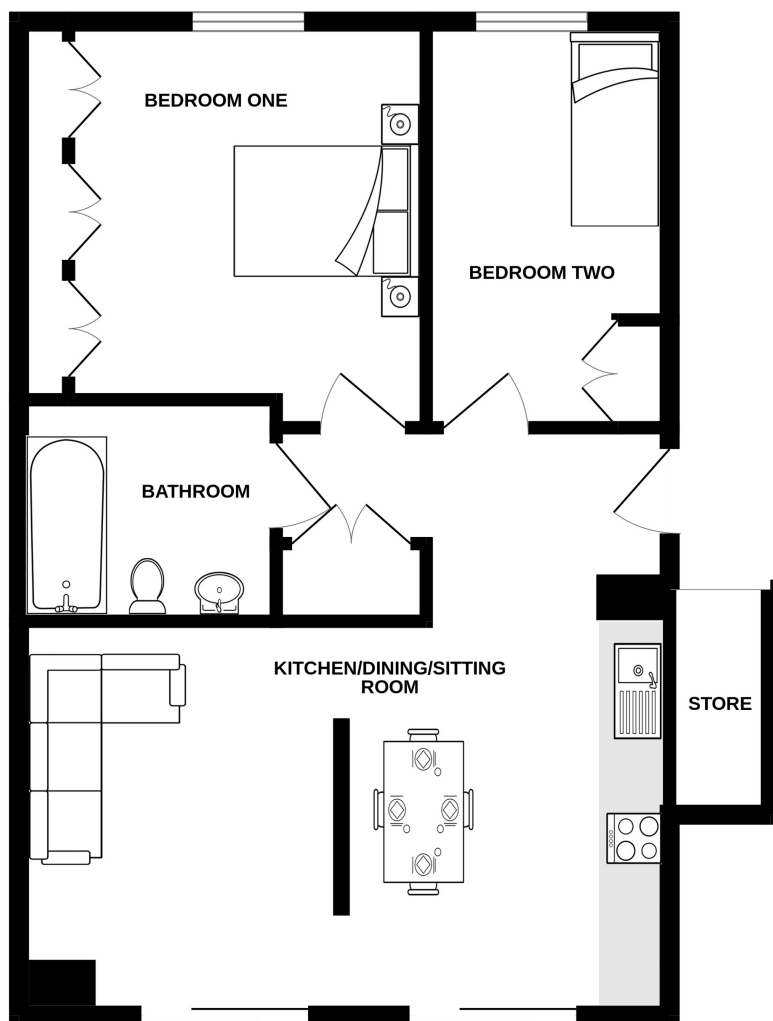 BEDROOM ONE
BEDROOM TWO
BATHROOM
KITCHEN/DINING/SITTING
ROOM
STORE